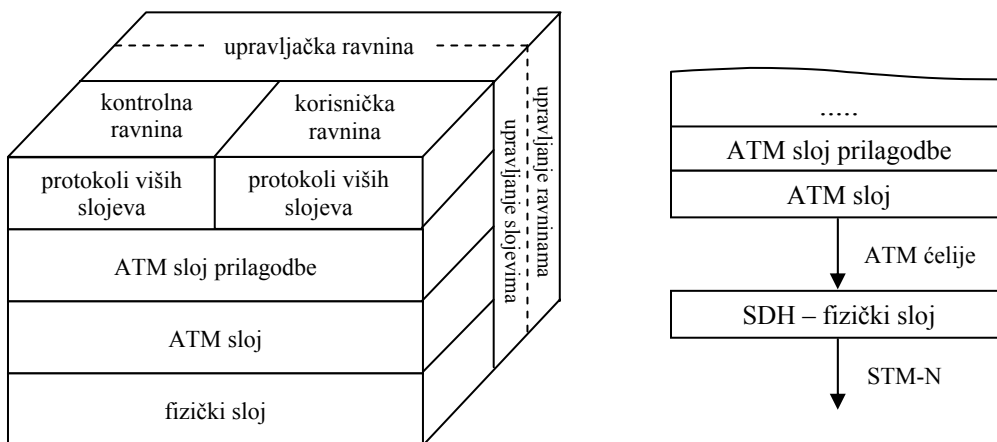 upravljačka ravnina
kontrolna
ravnina
korisnička
ravnina
protokoli viših
slojeva
protokoli viših
slojeva
ATM sloj prilagodbe
ATM sloj
fizički sloj
upravljanje slojevima
upravljanje ravninama
.....
ATM sloj prilagodbe
ATM sloj
ATM ćelije
SDH – fizički sloj
STM-N